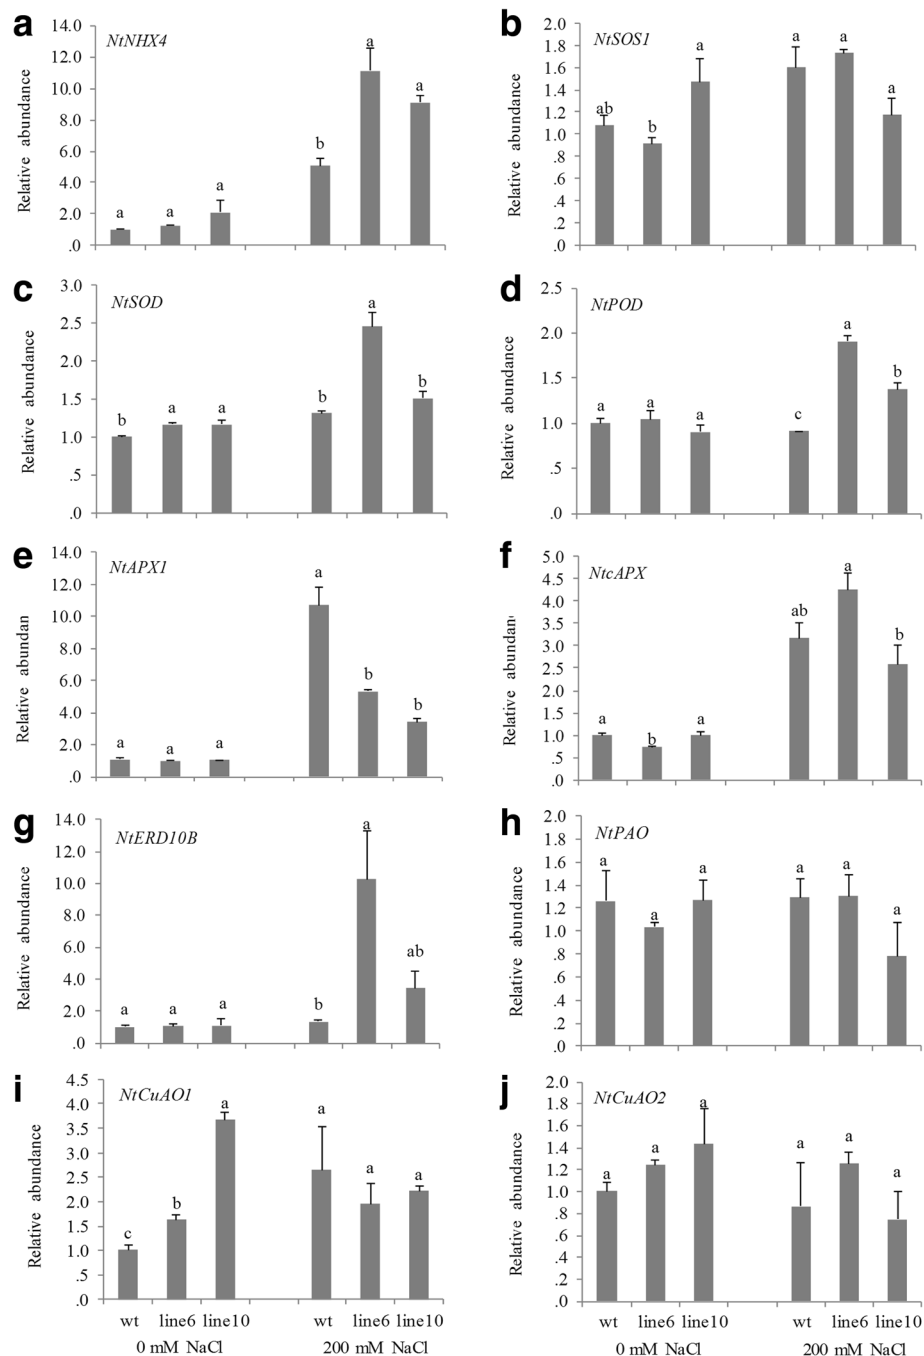 a
NtNHX4
Relative abundance
14.0
12.0
10.0
8.0
6.0
4.0
2.0
.0
a
a
a
b
a
a
b
NtSOS1
Relative abundance
2.0
1.8
1.6
1.4
1.2
1.0
.8
.6
.4
.2
.0
ab
b
a
a
a
a
c
NtSOD
Relative abundance
3.0
2.5
2.0
1.5
1.0
.5
.0
b
a
a
b
a
b
d
NtPOD
Relative abundance
2.5
2.0
1.5
1.0
.5
.0
a
a
a
c
a
b
e
NtAPX1
Relative abundan
14.0
12.0
10.0
8.0
6.0
4.0
2.0
.0
a
a
a
a
b
b
f
NtcAPX
Relative abundan
5.0
4.5
4.0
3.5
3.0
2.5
2.0
1.5
1.0
.5
.0
a
b
a
ab
a
b
g
NtERD10B
Relative abundance
14.0
12.0
10.0
8.0
6.0
4.0
2.0
.0
a
a
a
b
a
ab
h
NtPAO
Relative abundance
2.0
1.8
1.6
1.4
1.2
1.0
.8
.6
.4
.2
.0
a
a
a
a
a
a
i
NtCuAO1
Relative abundance
4.5
4.0
3.5
3.0
2.5
2.0
1.5
1.0
.5
.0
c
b
a
a
a
a
wt line6 line10 wt line6 line10
0 mM NaCl 200 mM NaCl
j
NtCuAO2
Relative abundance
2.0
1.8
1.6
1.4
1.2
1.0
.8
.6
.4
.2
.0
a
a
a
a
a
a
wt line6 line10 wt line6 line10
0 mM NaCl 200 mM NaCl